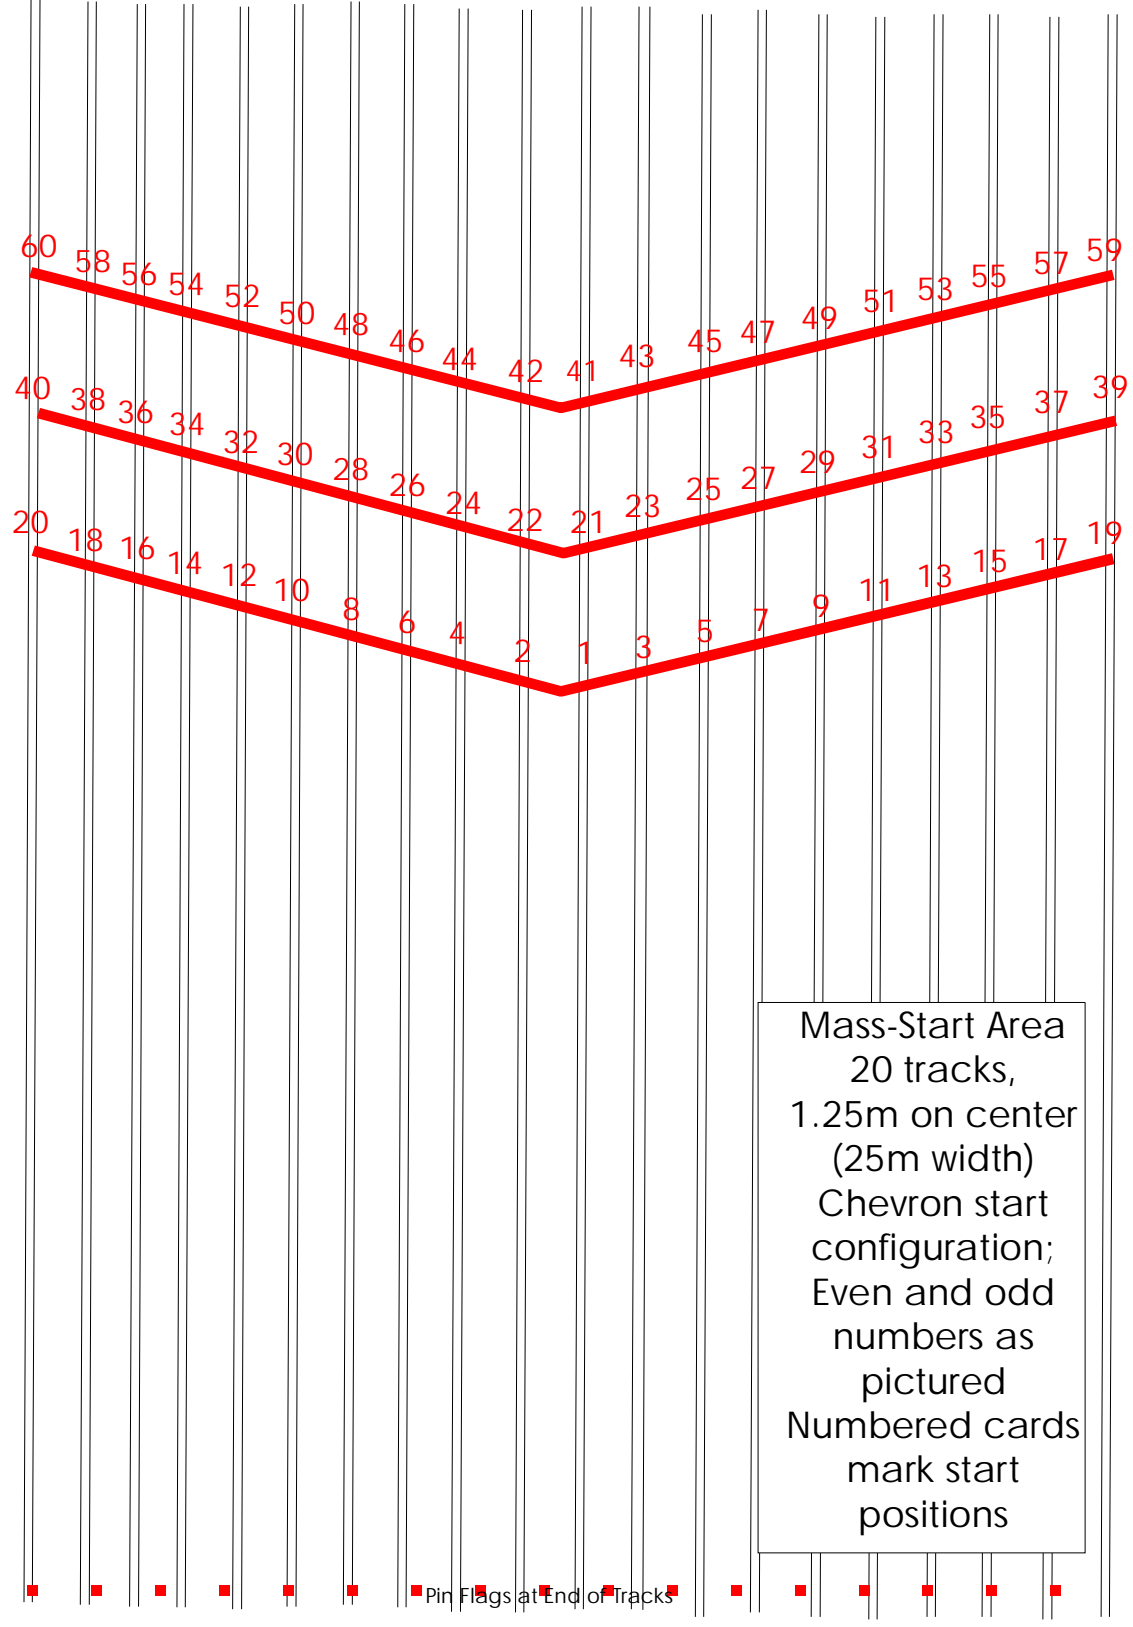 60 58 56 54 52 50 48 46 44 42 41 43 45 47 49 51 53 55 57 59
40 38 36 34 32 30 28 26 24 22 21 23 25 27 29 31 33 35 37 39
20 18 16 14 12 10 8 6 4 2 1 3 5 7 9 11 13 15 17 19
Mass-Start Area
20 tracks,
1.25m on center
(25m width)
Chevron start
configuration;
Even and odd
numbers as
pictured
Numbered cards
mark start
positions
Pin Flags at End of Tracks